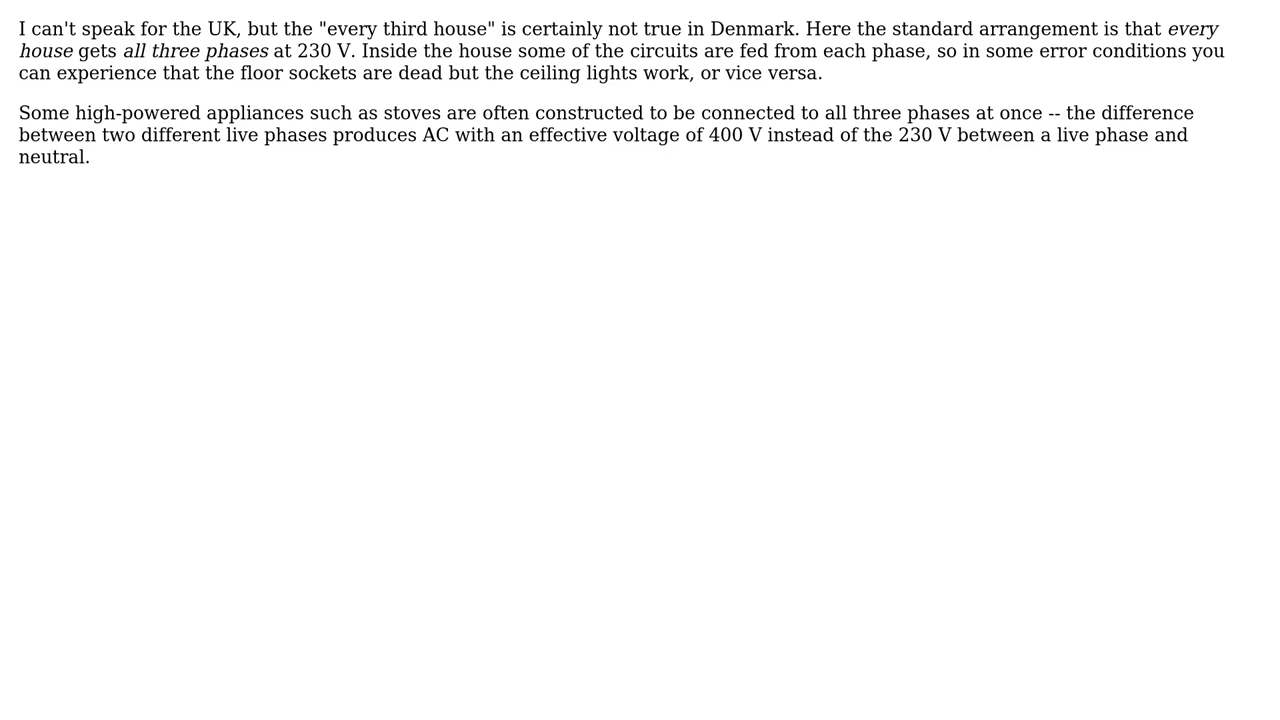 I can't speak for the UK, but the "every third house" is certainly not true in Denmark. Here the standard arrangement is that every
house gets all three phases at 230 V. Inside the house some of the circuits are fed from each phase, so in some error conditions you
can experience that the floor sockets are dead but the ceiling lights work, or vice versa.
Some high-powered appliances such as stoves are often constructed to be connected to all three phases at once -- the difference
between two different live phases produces AC with an effective voltage of 400 V instead of the 230 V between a live phase and
neutral.